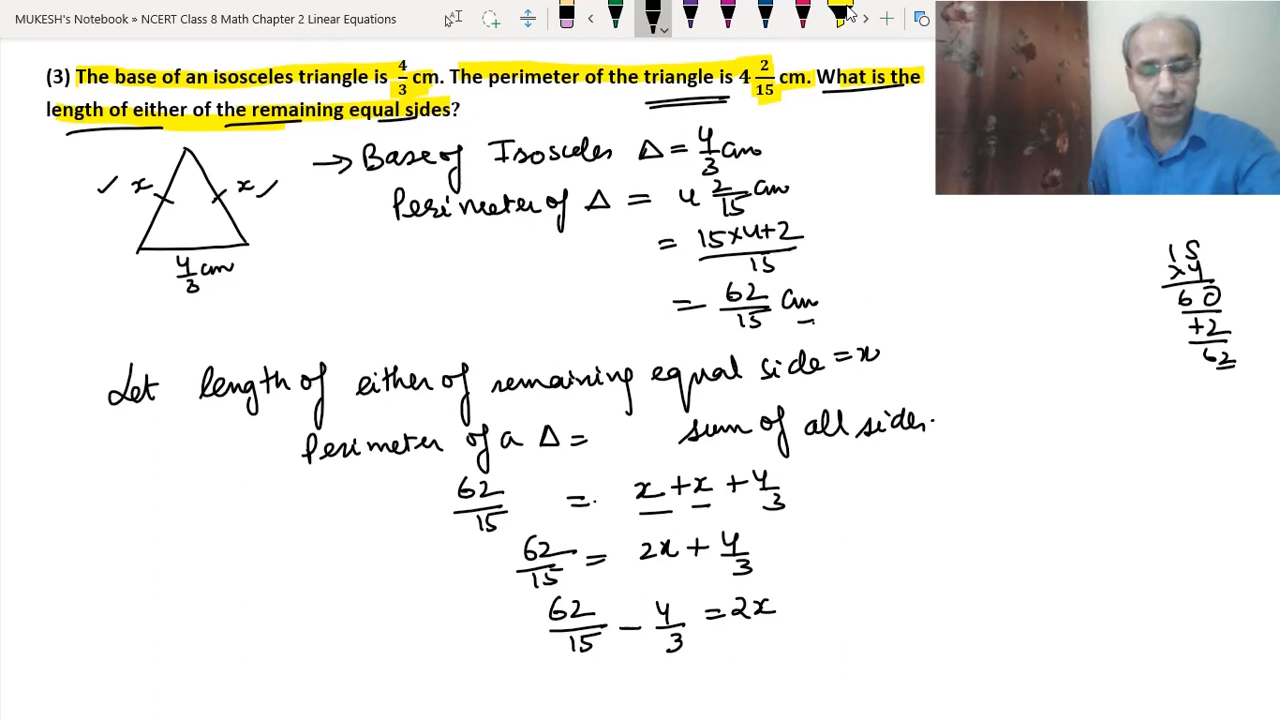 MUKESH's Notebook » NCERT Class 8 Math Chapter 2 Linear Equations
(3) The base of an isosceles triangle is 4/3 cm. The perimeter of the triangle is 4 2/15 cm. What is the
length of either of the remaining equal sides?
→ Base of Isosceles Δ = 4/3 cm
x x
4/3 cm
Perimeter of Δ = 4 2/15 cm
= 15×4+2/15
= 62/15 cm
15
×4
60
+2
62
Let length of either of remaining equal side = x
Perimeter of a Δ = sum of all sides.
62/15 = x + x + 4/3
62/15 = 2x + 4/3
62/15 - 4/3 = 2x